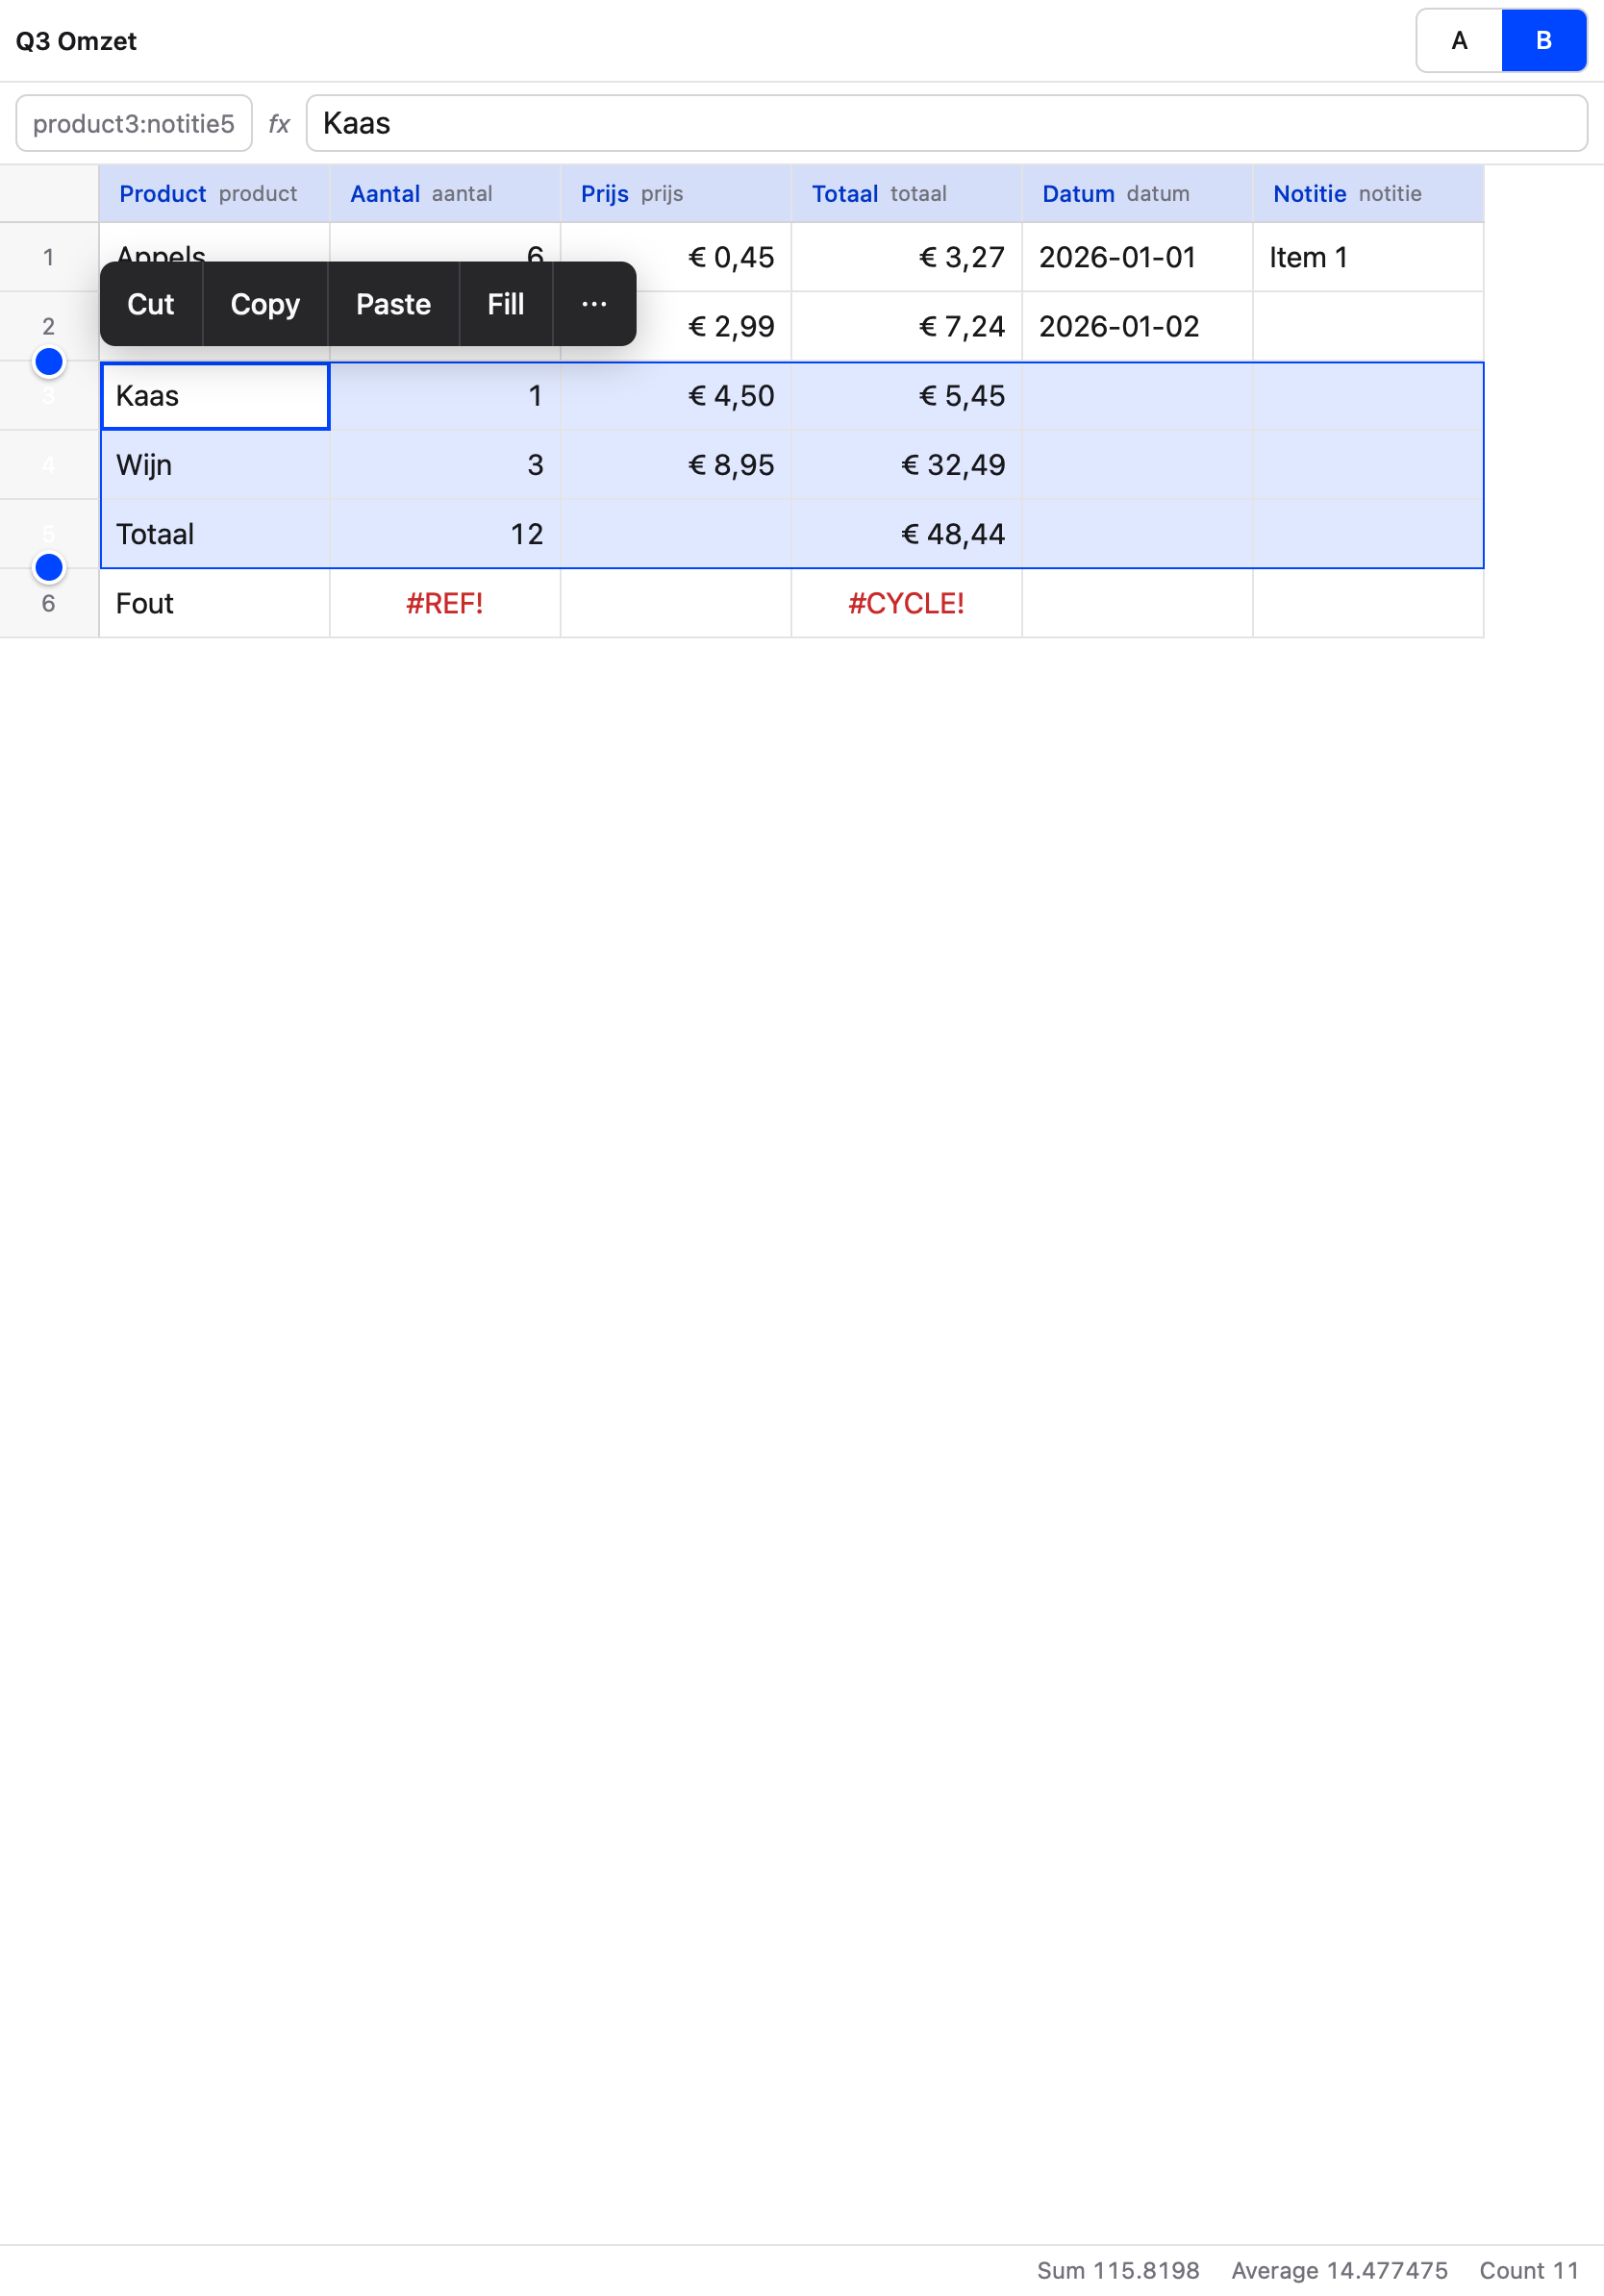 Q3 Omzet A B
product3:notitie5 fx Kaas
Product product Aantal aantal Prijs prijs Totaal totaal Datum datum Notitie notitie
1 Appels 6 € 0,45 € 3,27 2026-01-01 Item 1
Cut Copy Paste Fill ···
2 € 2,99 € 7,24 2026-01-02
3 Kaas 1 € 4,50 € 5,45
4 Wijn 3 € 8,95 € 32,49
5 Totaal 12 € 48,44
6 Fout #REF! #CYCLE!
Sum 115.8198 Average 14.477475 Count 11